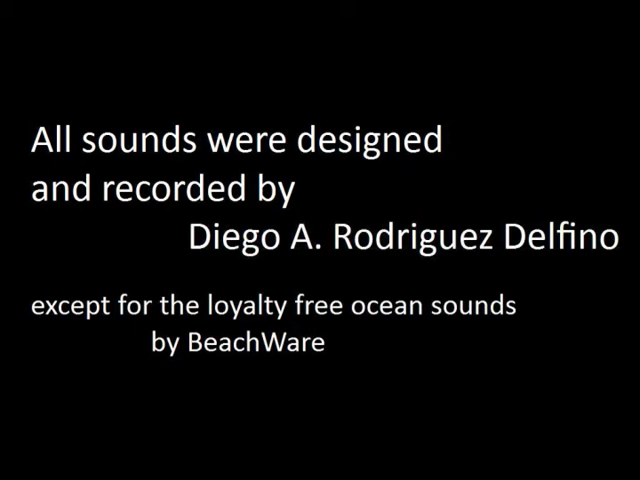 All sounds were designed
and recorded by
Diego A. Rodriguez Delfino
except for the loyalty free ocean sounds
by BeachWare